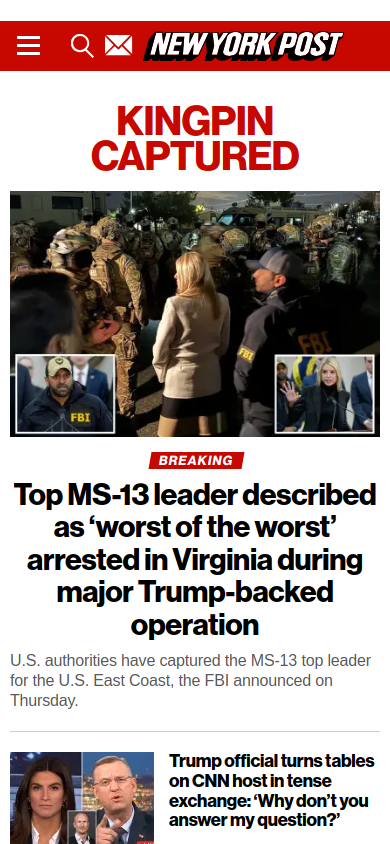 NEW YORK POST
KINGPIN
CAPTURED
FBI
FBI
FBI
BREAKING
Top MS-13 leader described
as ‘worst of the worst’
arrested in Virginia during
major Trump-backed
operation
U.S. authorities have captured the MS-13 top leader
for the U.S. East Coast, the FBI announced on
Thursday.
Trump official turns tables
on CNN host in tense
exchange: ‘Why don’t you
answer my question?’